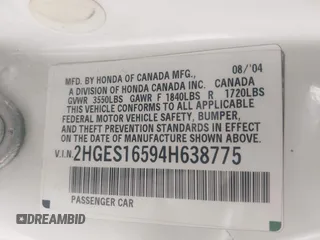 MFD. BY HONDA OF CANADA MFG., 08/'04
A DIVISION OF HONDA CANADA INC. CANADA
GVWR 3550LBS GAWR F 1840LBS R 1720LBS
THIS VEHICLE CONFORMS TO ALL APPLICABLE
FEDERAL MOTOR VEHICLE SAFETY, BUMPER,
AND THEFT PREVENTION STANDARDS IN EFFECT
ON THE DATE OF MANUFACTURE SHOWN ABOVE.
V.I.N. 2HGES16594H638775
PASSENGER CAR
DREAMBID